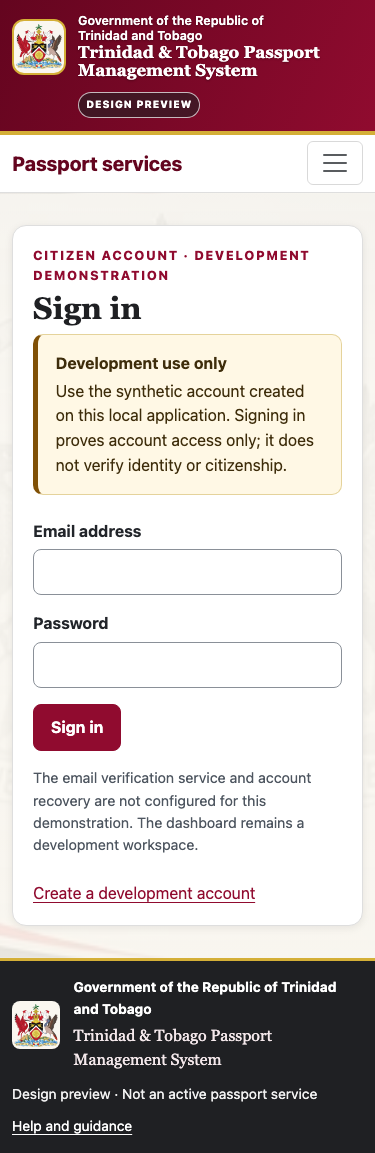 Government of the Republic of
Trinidad and Tobago
Trinidad & Tobago Passport
Management System
DESIGN PREVIEW
Passport services
CITIZEN ACCOUNT · DEVELOPMENT
DEMONSTRATION
Sign in
Development use only
Use the synthetic account created
on this local application. Signing in
proves account access only; it does
not verify identity or citizenship.
Email address
Password
Sign in
The email verification service and account
recovery are not configured for this
demonstration. The dashboard remains a
development workspace.
Create a development account
Government of the Republic of Trinidad
and Tobago
Trinidad & Tobago Passport
Management System
Design preview · Not an active passport service
Help and guidance